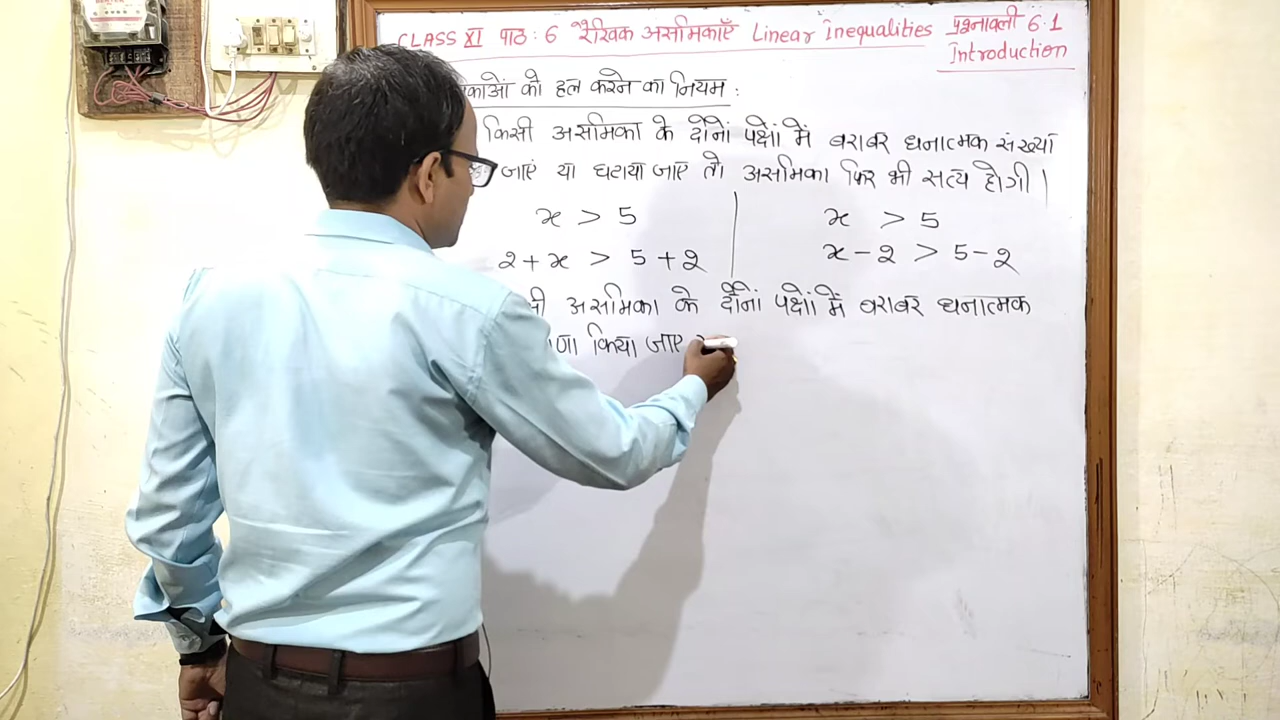 CLASS XI पाठ : 6 रैखिक असमिकाएँ Linear Inequalities प्रश्नावली 6.1
Introduction
को हल करने का नियम :
किसी असमिका के दोनों पक्षों में बराबर धनात्मक संख्या
जाएं या घटाया जाए तो असमिका फिर भी सत्य होगी।
x > 5
2 + x > 5 + 2
x > 5
x - 2 > 5 - 2
असमिका के दोनों पक्षों में बराबर धनात्मक
किया जाए